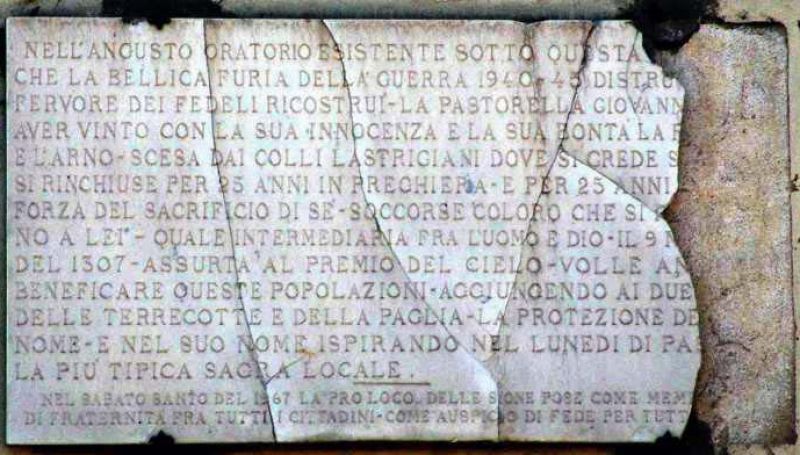 NELL'ANGUSTO ORATORIO ESISTENTE SOTTO QUESTA
CHE LA BELLICA FURIA DELLA GUERRA 1940-45 DISTRU
FERVORE DEI FEDELI RICOSTRUÌ-LA PASTORELLA GIOVANN
AVER VINTO CON LA SUA INNOCENZA E LA SUA BONTA LA
E L'ARNO-SCESA DAI COLLI LASTRIGIANI DOVE SI CREDE S
SI RINCHIUSE PER 25 ANNI IN PREGHIERA-E PER 25 ANNI
FORZA DEL SACRIFICIO DI SÈ-SOCCORSE COLORO CHE SI
NO A LEI-QUALE INTERMEDIARIA FRA L'UOMO E DIO-IL 9
DEL 1307-ASSURTA AL PREMIO DEL CIELO-VOLLE AN
BENEFICARE QUESTE POPOLAZIONI-AGGIUNGENDO AI DUE
DELLE TERRECOTTE E DELLA PAGLIA-LA PROTEZIONE DE
NOME-E NEL SUO NOME ISPIRANDO NEL LUNEDI DI PA
LA PIÙ TIPICA SAGRA LOCALE.
NEL SABATO SANTO DEL 1967 LA PRO LOCO DELLE SIGNE POSE COME MEM
DI FRATERNITÀ FRA TUTTI I CITTADINI-COME AUSPICIO DI FEDE PER TUTT